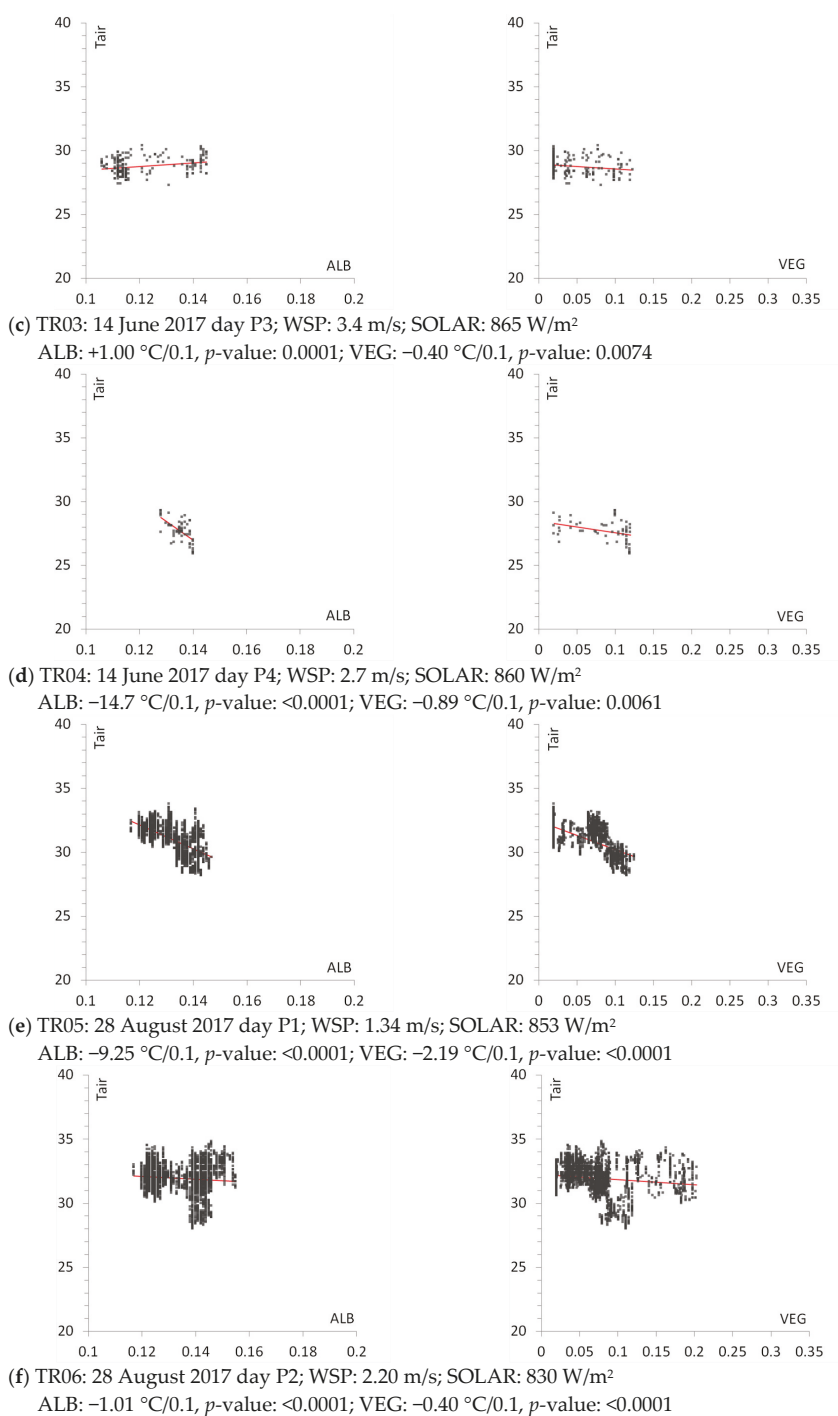 40
35
30
25
20
Tair
ALB
0.1 0.12 0.14 0.16 0.18 0.2
40
35
30
25
20
Tair
VEG
0 0.05 0.1 0.15 0.2 0.25 0.3 0.35
(c) TR03: 14 June 2017 day P3; WSP: 3.4 m/s; SOLAR: 865 W/m²
ALB: +1.00 °C/0.1, p-value: 0.0001; VEG: −0.40 °C/0.1, p-value: 0.0074
40
35
30
25
20
Tair
ALB
0.1 0.12 0.14 0.16 0.18 0.2
40
35
30
25
20
Tair
VEG
0 0.05 0.1 0.15 0.2 0.25 0.3 0.35
(d) TR04: 14 June 2017 day P4; WSP: 2.7 m/s; SOLAR: 860 W/m²
ALB: −14.7 °C/0.1, p-value: <0.0001; VEG: −0.89 °C/0.1, p-value: 0.0061
40
35
30
25
20
Tair
ALB
0.1 0.12 0.14 0.16 0.18 0.2
40
35
30
25
20
Tair
VEG
0 0.05 0.1 0.15 0.2 0.25 0.3 0.35
(e) TR05: 28 August 2017 day P1; WSP: 1.34 m/s; SOLAR: 853 W/m²
ALB: −9.25 °C/0.1, p-value: <0.0001; VEG: −2.19 °C/0.1, p-value: <0.0001
40
35
30
25
20
Tair
ALB
0.1 0.12 0.14 0.16 0.18 0.2
40
35
30
25
20
Tair
VEG
0 0.05 0.1 0.15 0.2 0.25 0.3 0.35
(f) TR06: 28 August 2017 day P2; WSP: 2.20 m/s; SOLAR: 830 W/m²
ALB: −1.01 °C/0.1, p-value: <0.0001; VEG: −0.40 °C/0.1, p-value: <0.0001